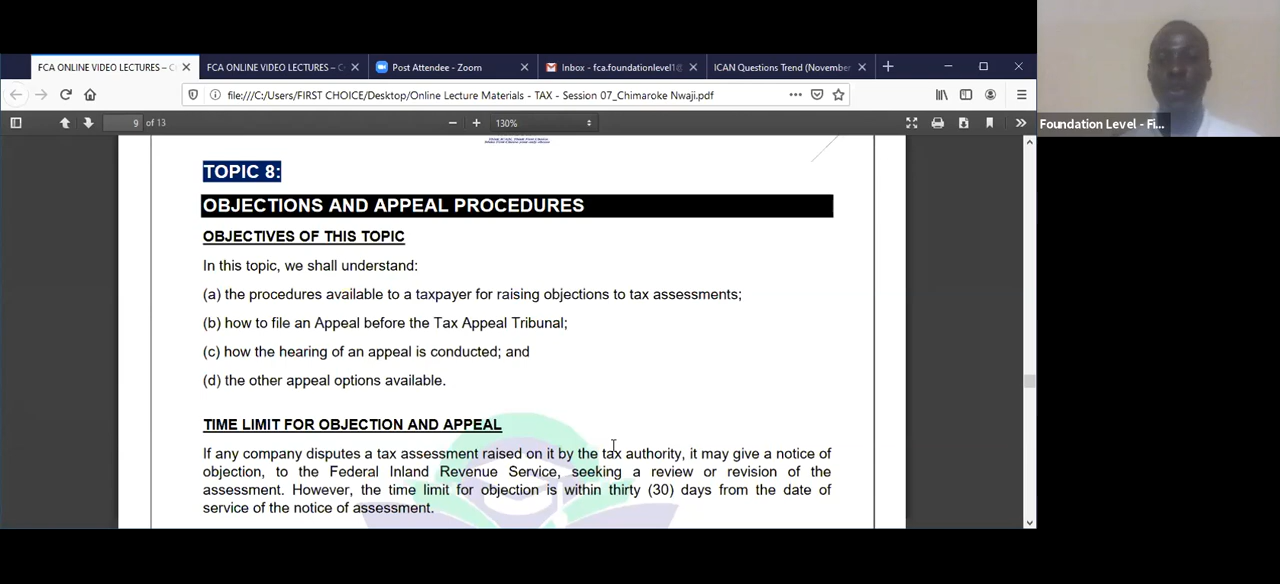 FCA ONLINE VIDEO LECTURES – C
FCA ONLINE VIDEO LECTURES – C
Post Attendee - Zoom
Inbox - fca.foundationlevel1@
ICAN Questions Trend (November
file:///C:/Users/FIRST CHOICE/Desktop/Online Lecture Materials - TAX - Session 07_Chimaroke Nwaji.pdf
9 of 13
130%
Foundation Level - Fi...
TOPIC 8:
OBJECTIONS AND APPEAL PROCEDURES
OBJECTIVES OF THIS TOPIC
In this topic, we shall understand:
(a) the procedures available to a taxpayer for raising objections to tax assessments;
(b) how to file an Appeal before the Tax Appeal Tribunal;
(c) how the hearing of an appeal is conducted; and
(d) the other appeal options available.
TIME LIMIT FOR OBJECTION AND APPEAL
If any company disputes a tax assessment raised on it by the tax authority, it may give a notice of
objection, to the Federal Inland Revenue Service, seeking a review or revision of the
assessment. However, the time limit for objection is within thirty (30) days from the date of
service of the notice of assessment.